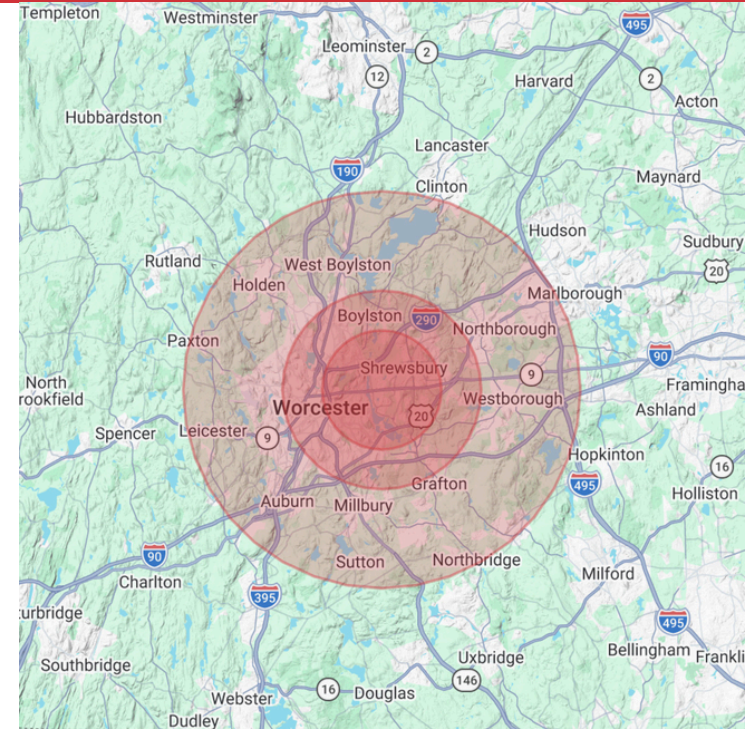 Templeton
Westminster
495
Leominster
2
12
2
Harvard
Acton
Hubbardston
Lancaster
190
Maynard
Clinton
Hudson
Sudbury
Rutland
West Boylston
20
Holden
Marlborough
Boylston
290
Northborough
Paxton
90
Shrewsbury
9
North
rookfield
Framingha
Worcester
20
Westborough
Ashland
Spencer
Leicester
9
Hopkinton
16
Grafton
495
Holliston
Auburn
Millbury
90
Sutton
Northbridge
Charlton
Milford
395
turbridge
495
Bellingham
Frankli
Southbridge
Uxbridge
146
Webster
16
Douglas
Dudley